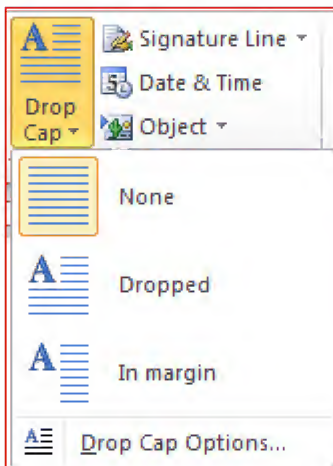 Drop
Cap
Signature Line
Date & Time
Object
None
Dropped
In margin
Drop Cap Options...